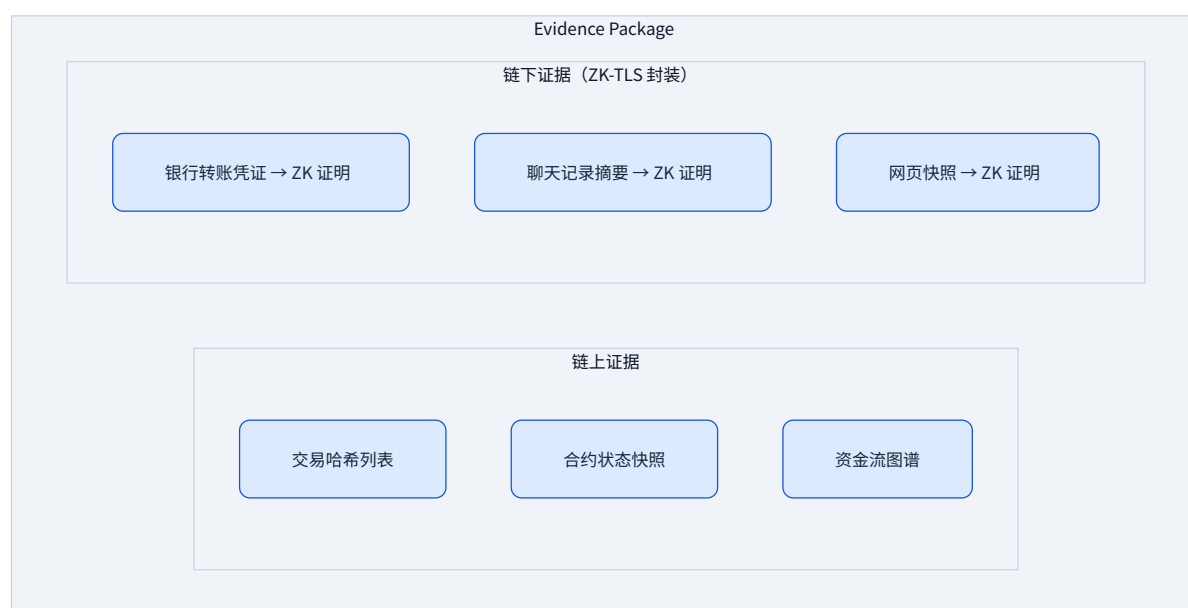 Evidence Package
链下证据（ZK-TLS 封装）
银行转账凭证 → ZK 证明
聊天记录摘要 → ZK 证明
网页快照 → ZK 证明
链上证据
交易哈希列表
合约状态快照
资金流图谱